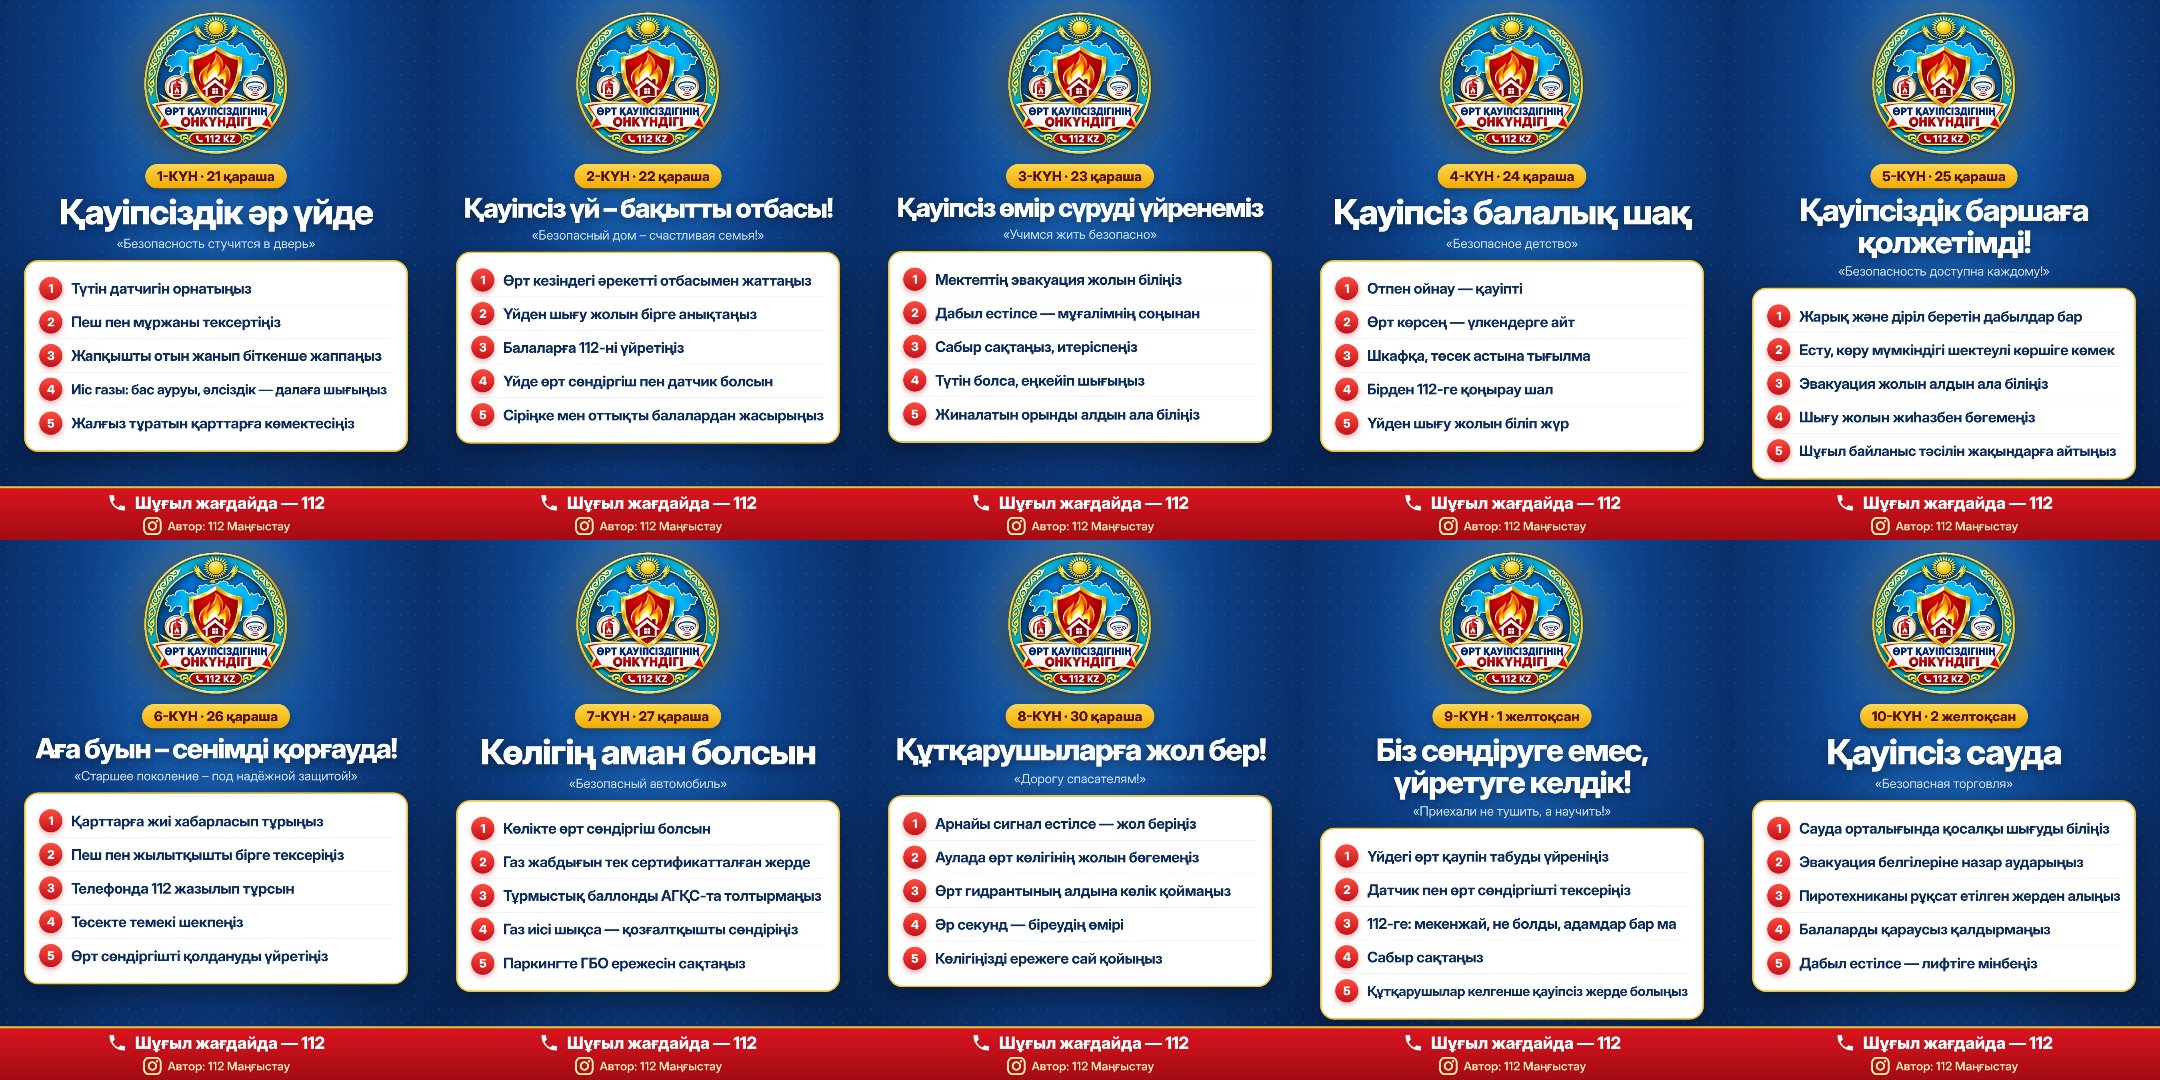 ӨРТ ҚАУІПСІЗДІГІНІҢ
ОНКҮНДІГІ
112 KZ
1-КҮН · 21 қараша
Қауіпсіздік әр үйде
«Безопасность стучится в дверь»
1 Түтін датчигін орнатыңыз
2 Пеш пен мұржаны тексертіңіз
3 Жапқышты отын жанып біткенше жаппаңыз
4 Иіс газы: бас ауруы, әлсіздік — далаға шығыңыз
5 Жалғыз тұратын қарттарға көмектесіңіз
Шұғыл жағдайда — 112
Автор: 112 Маңғыстау
ӨРТ ҚАУІПСІЗДІГІНІҢ
ОНКҮНДІГІ
112 KZ
2-КҮН · 22 қараша
Қауіпсіз үй – бақытты отбасы!
«Безопасный дом – счастливая семья!»
1 Өрт кезіндегі әрекетті отбасымен жаттаңыз
2 Үйден шығу жолын бірге анықтаңыз
3 Балаларға 112-ні үйретіңіз
4 Үйде өрт сөндіргіш пен датчик болсын
5 Сіріңке мен оттықты балалардан жасырыңыз
Шұғыл жағдайда — 112
Автор: 112 Маңғыстау
ӨРТ ҚАУІПСІЗДІГІНІҢ
ОНКҮНДІГІ
112 KZ
3-КҮН · 23 қараша
Қауіпсіз өмір сүруді үйренеміз
«Учимся жить безопасно»
1 Мектептің эвакуация жолын біліңіз
2 Дабыл естілсе — мұғалімнің соңынан
3 Сабыр сақтаңыз, итеріспеңіз
4 Түтін болса, еңкейіп шығыңыз
5 Жиналатын орынды алдын ала біліңіз
Шұғыл жағдайда — 112
Автор: 112 Маңғыстау
ӨРТ ҚАУІПСІЗДІГІНІҢ
ОНКҮНДІГІ
112 KZ
4-КҮН · 24 қараша
Қауіпсіз балалық шақ
«Безопасное детство»
1 Отпен ойнау — қауіпті
2 Өрт көрсең — үлкендерге айт
3 Шкафқа, төсек астына тығылма
4 Бірден 112-ге қоңырау шал
5 Үйден шығу жолын біліп жүр
Шұғыл жағдайда — 112
Автор: 112 Маңғыстау
ӨРТ ҚАУІПСІЗДІГІНІҢ
ОНКҮНДІГІ
112 KZ
5-КҮН · 25 қараша
Қауіпсіздік баршаға
қолжетімді!
«Безопасность доступна каждому!»
1 Жарық және діріл беретін дабылдар бар
2 Есту, көру мүмкіндігі шектеулі көршіге көмек
3 Эвакуация жолын алдын ала біліңіз
4 Шығу жолын жиһазбен бөгемеңіз
5 Шұғыл байланыс тәсілін жақындарға айтыңыз
Шұғыл жағдайда — 112
Автор: 112 Маңғыстау
ӨРТ ҚАУІПСІЗДІГІНІҢ
ОНКҮНДІГІ
112 KZ
6-КҮН · 26 қараша
Аға буын – сенімді қорғауда!
«Старшее поколение – под надёжной защитой!»
1 Қарттарға жиі хабарласып тұрыңыз
2 Пеш пен жылытқышты бірге тексеріңіз
3 Телефонда 112 жазылып тұрсын
4 Төсекте темекі шекпеңіз
5 Өрт сөндіргішті қолдануды үйретіңіз
Шұғыл жағдайда — 112
Автор: 112 Маңғыстау
ӨРТ ҚАУІПСІЗДІГІНІҢ
ОНКҮНДІГІ
112 KZ
7-КҮН · 27 қараша
Көлігің аман болсын
«Безопасный автомобиль»
1 Көлікте өрт сөндіргіш болсын
2 Газ жабдығын тек сертификатталған жерде
3 Тұрмыстық баллонды АГҚС-та толтырмаңыз
4 Газ иісі шықса — қозғалтқышты сөндіріңіз
5 Паркингте ГБО ережесін сақтаңыз
Шұғыл жағдайда — 112
Автор: 112 Маңғыстау
ӨРТ ҚАУІПСІЗДІГІНІҢ
ОНКҮНДІГІ
112 KZ
8-КҮН · 30 қараша
Құтқарушыларға жол бер!
«Дорогу спасателям!»
1 Арнайы сигнал естілсе — жол беріңіз
2 Аулада өрт көлігінің жолын бөгемеңіз
3 Өрт гидрантының алдына көлік қоймаңыз
4 Әр секунд — біреудің өмірі
5 Көлігіңізді ережеге сай қойыңыз
Шұғыл жағдайда — 112
Автор: 112 Маңғыстау
ӨРТ ҚАУІПСІЗДІГІНІҢ
ОНКҮНДІГІ
112 KZ
9-КҮН · 1 желтоқсан
Біз сөндіруге емес,
үйретуге келдік!
«Приехали не тушить, а научить!»
1 Үйдегі өрт қаупін табуды үйреніңіз
2 Датчик пен өрт сөндіргішті тексеріңіз
3 112-ге: мекенжай, не болды, адамдар бар ма
4 Сабыр сақтаңыз
5 Құтқарушылар келгенше қауіпсіз жерде болыңыз
Шұғыл жағдайда — 112
Автор: 112 Маңғыстау
ӨРТ ҚАУІПСІЗДІГІНІҢ
ОНКҮНДІГІ
112 KZ
10-КҮН · 2 желтоқсан
Қауіпсіз сауда
«Безопасная торговля»
1 Сауда орталығында қосалқы шығуды біліңіз
2 Эвакуация белгілеріне назар аударыңыз
3 Пиротехниканы рұқсат етілген жерден алыңыз
4 Балаларды қараусыз қалдырмаңыз
5 Дабыл естілсе — лифтіге мінбеңіз
Шұғыл жағдайда — 112
Автор: 112 Маңғыстау